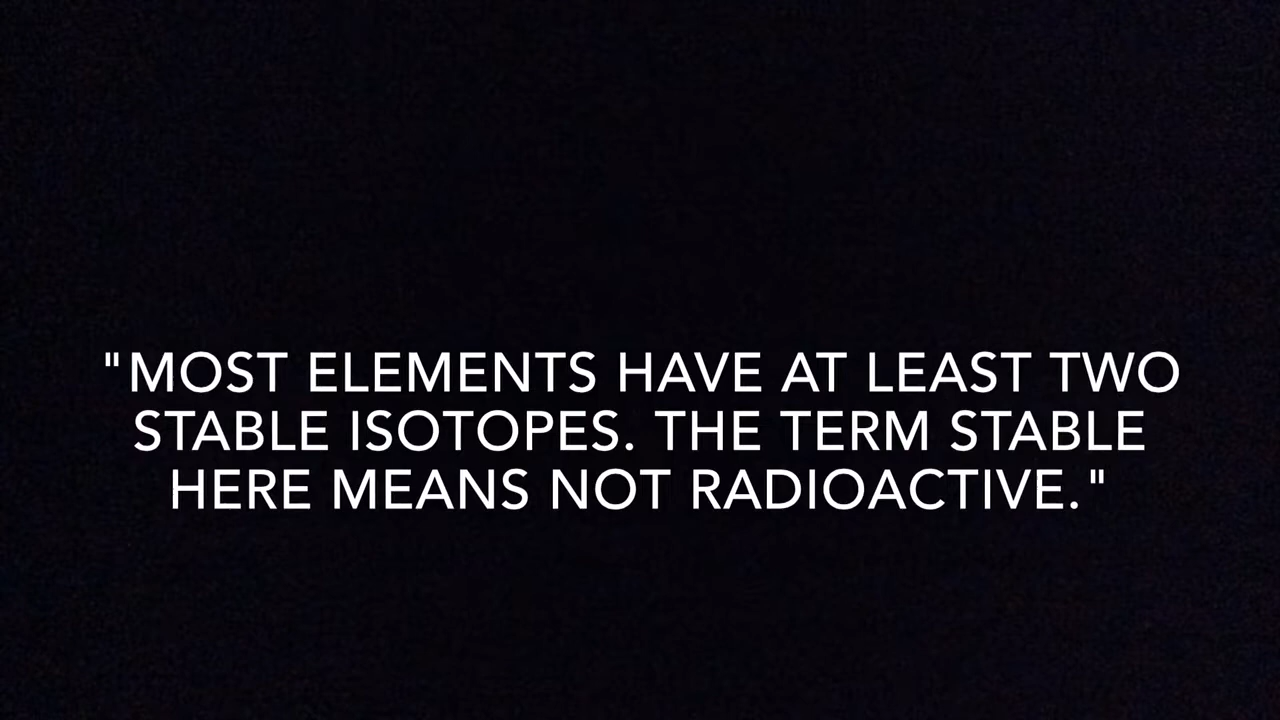 "MOST ELEMENTS HAVE AT LEAST TWO
STABLE ISOTOPES. THE TERM STABLE
HERE MEANS NOT RADIOACTIVE."